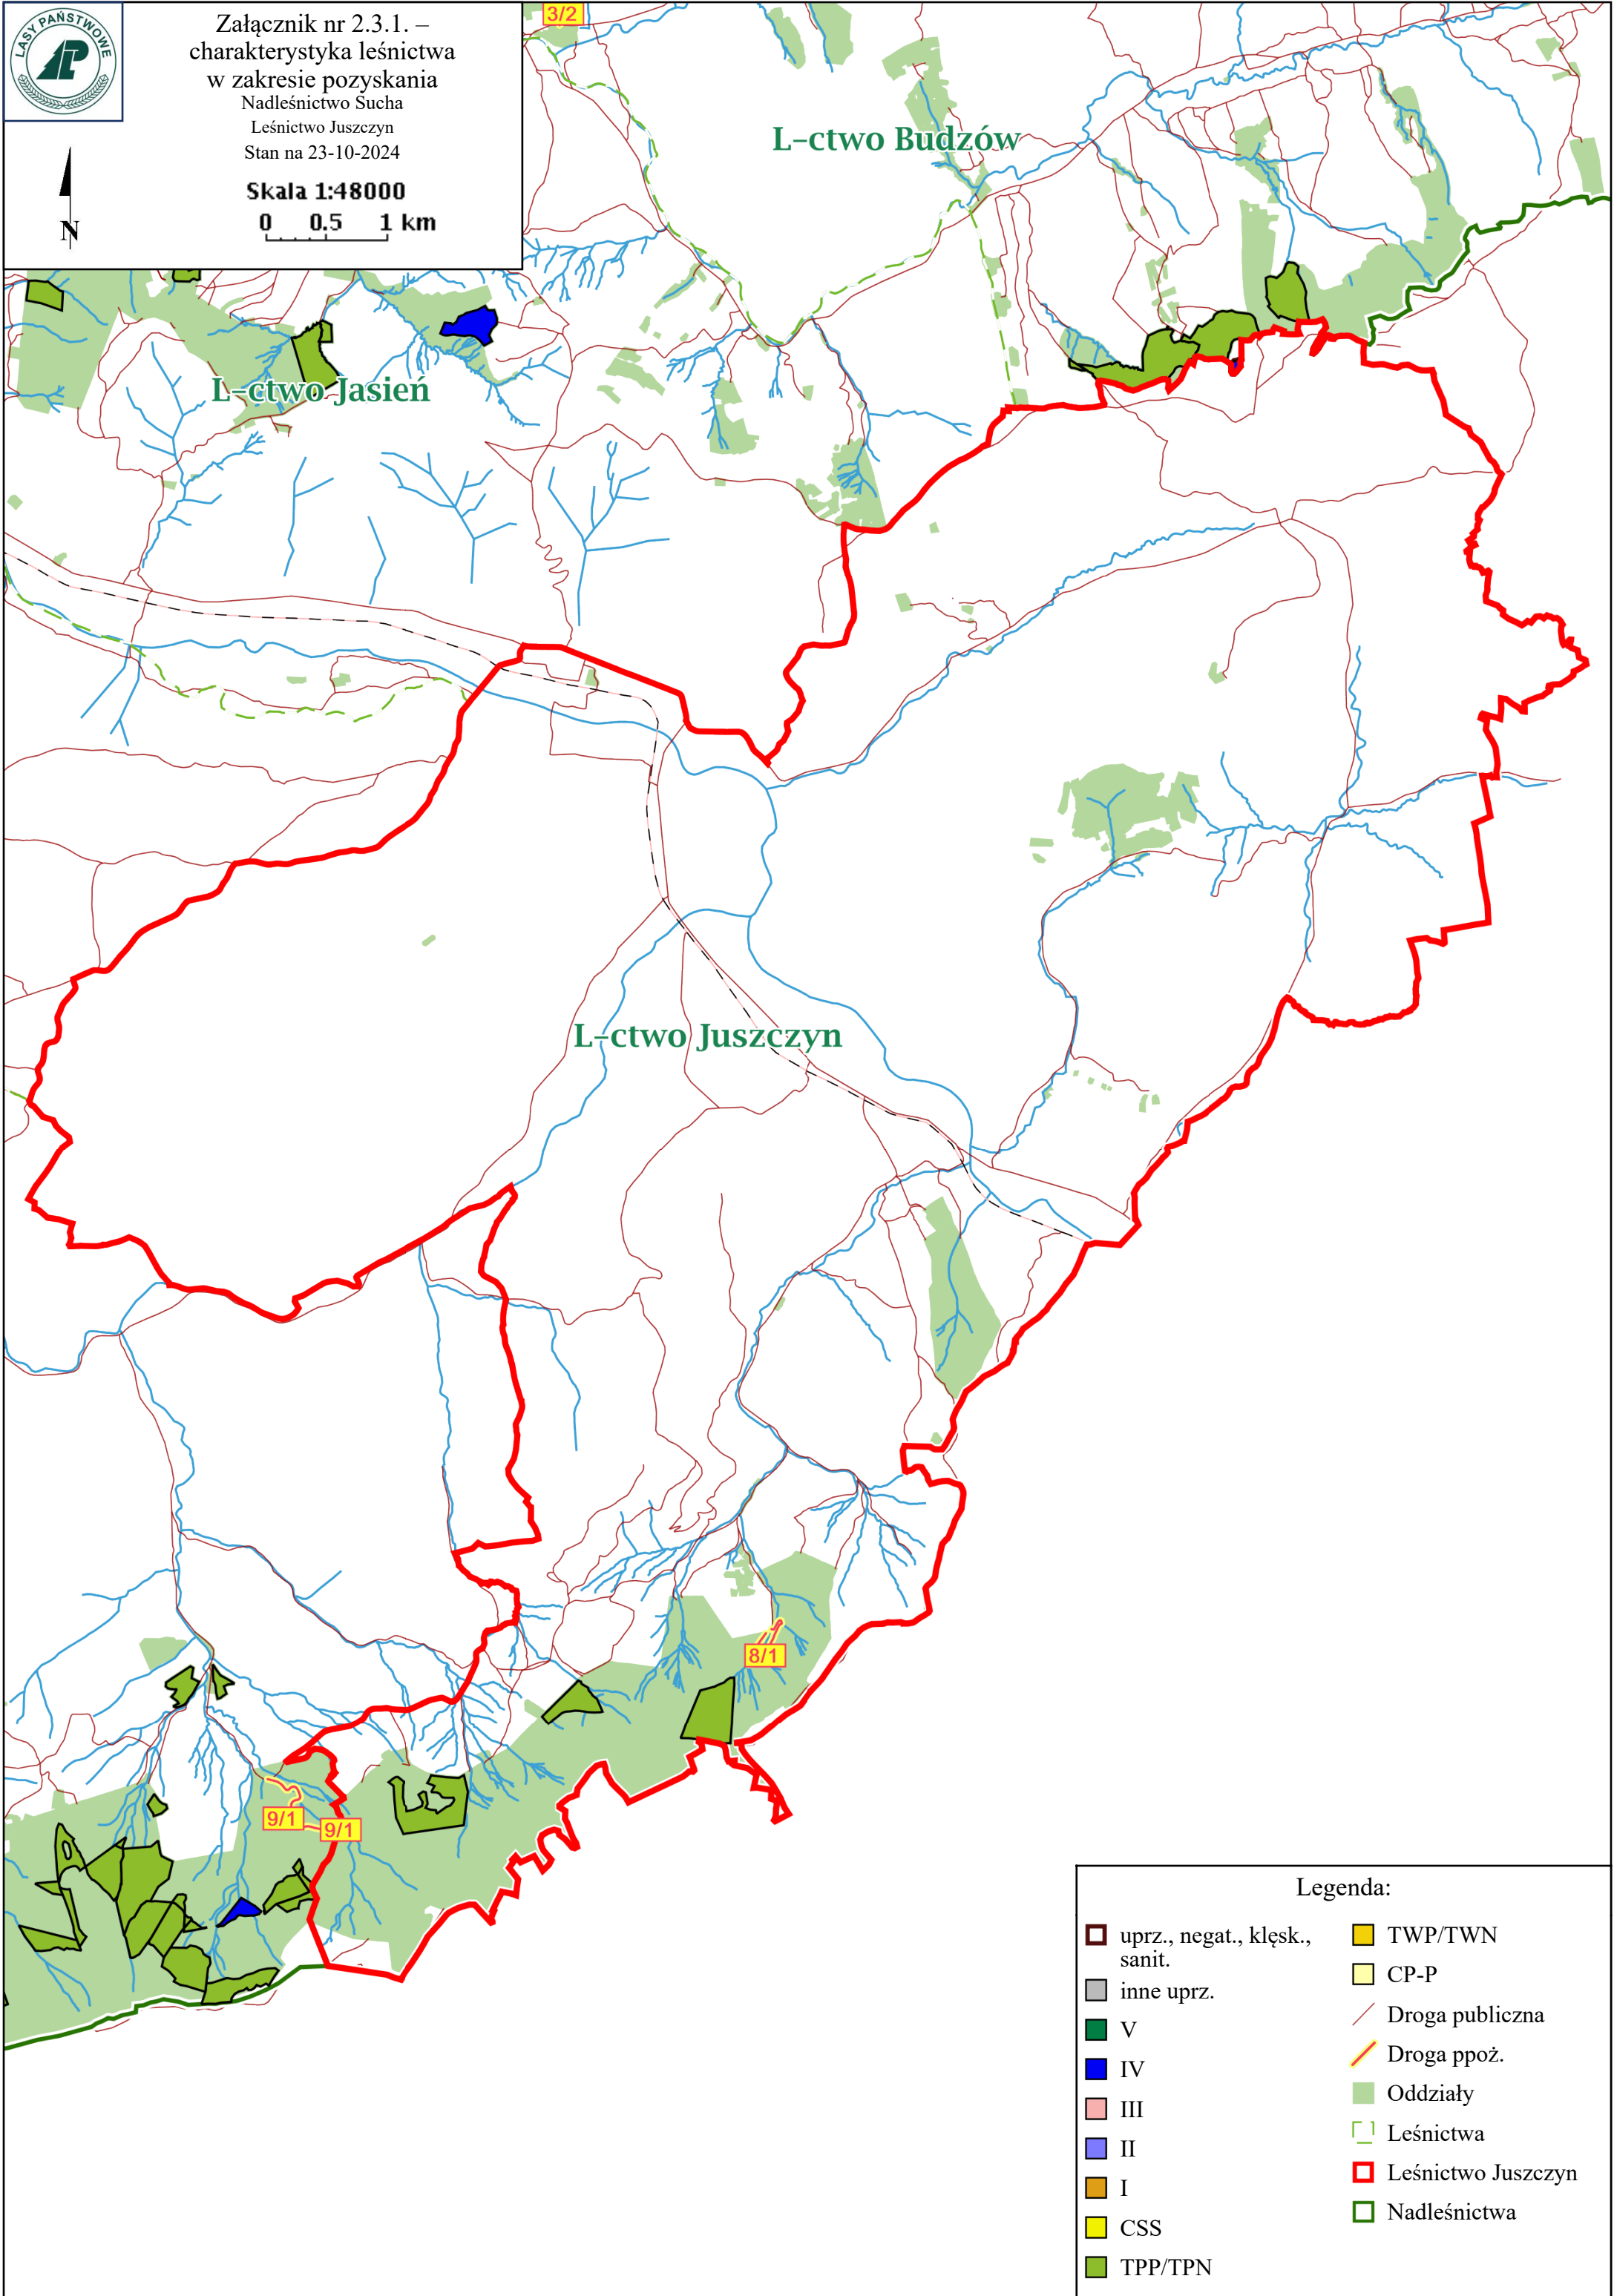 LASY PAŃSTWOWE
Załącznik nr 2.3.1. –
charakterystyka leśnictwa
w zakresie pozyskania
Nadleśnictwo Sucha
Leśnictwo Juszczyn
Stan na 23-10-2024
Skala 1:48000
0 0.5 1 km
N
3/2
L-ctwo Budzów
L-ctwo Jasień
L-ctwo Juszczyn
8/1
9/1
9/1
Legenda:
uprz., negat., klęsk.,
sanit.
inne uprz.
V
IV
III
II
I
CSS
TPP/TPN
TWP/TWN
CP-P
Droga publiczna
Droga ppoż.
Oddziały
Leśnictwa
Leśnictwo Juszczyn
Nadleśnictwa